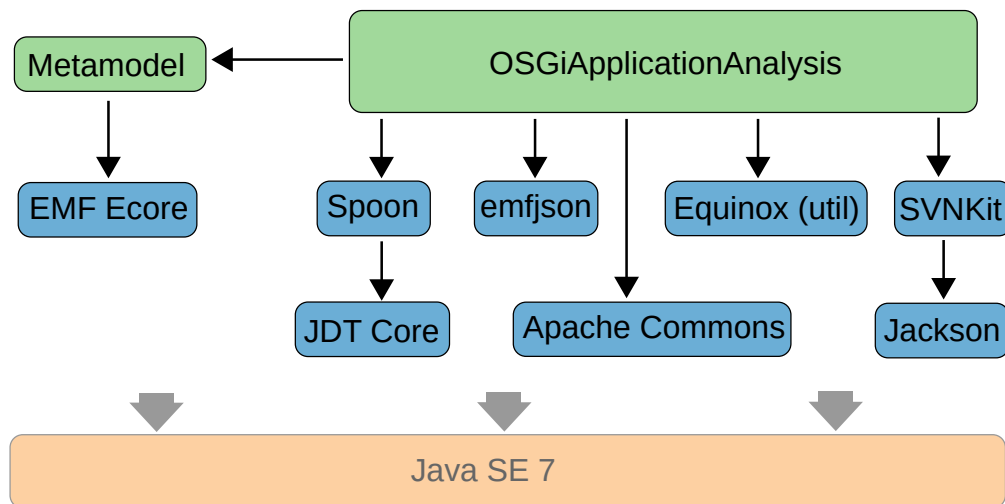 Metamodel
OSGiApplicationAnalysis
EMF Ecore
Spoon
emfjson
Equinox (util)
SVNKit
JDT Core
Apache Commons
Jackson
Java SE 7